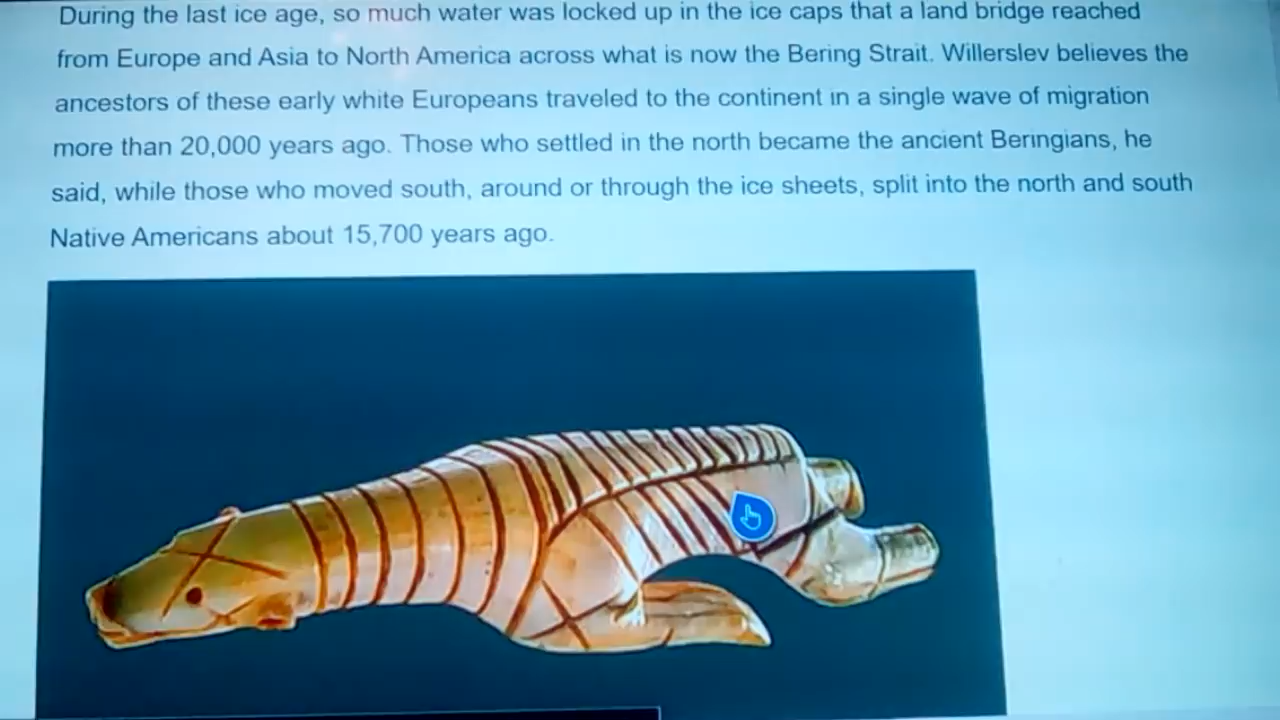 During the last ice age, so much water was locked up in the ice caps that a land bridge reached
from Europe and Asia to North America across what is now the Bering Strait. Willerslev believes the
ancestors of these early white Europeans traveled to the continent in a single wave of migration
more than 20,000 years ago. Those who settled in the north became the ancient Beringians, he
said, while those who moved south, around or through the ice sheets, split into the north and south
Native Americans about 15,700 years ago.